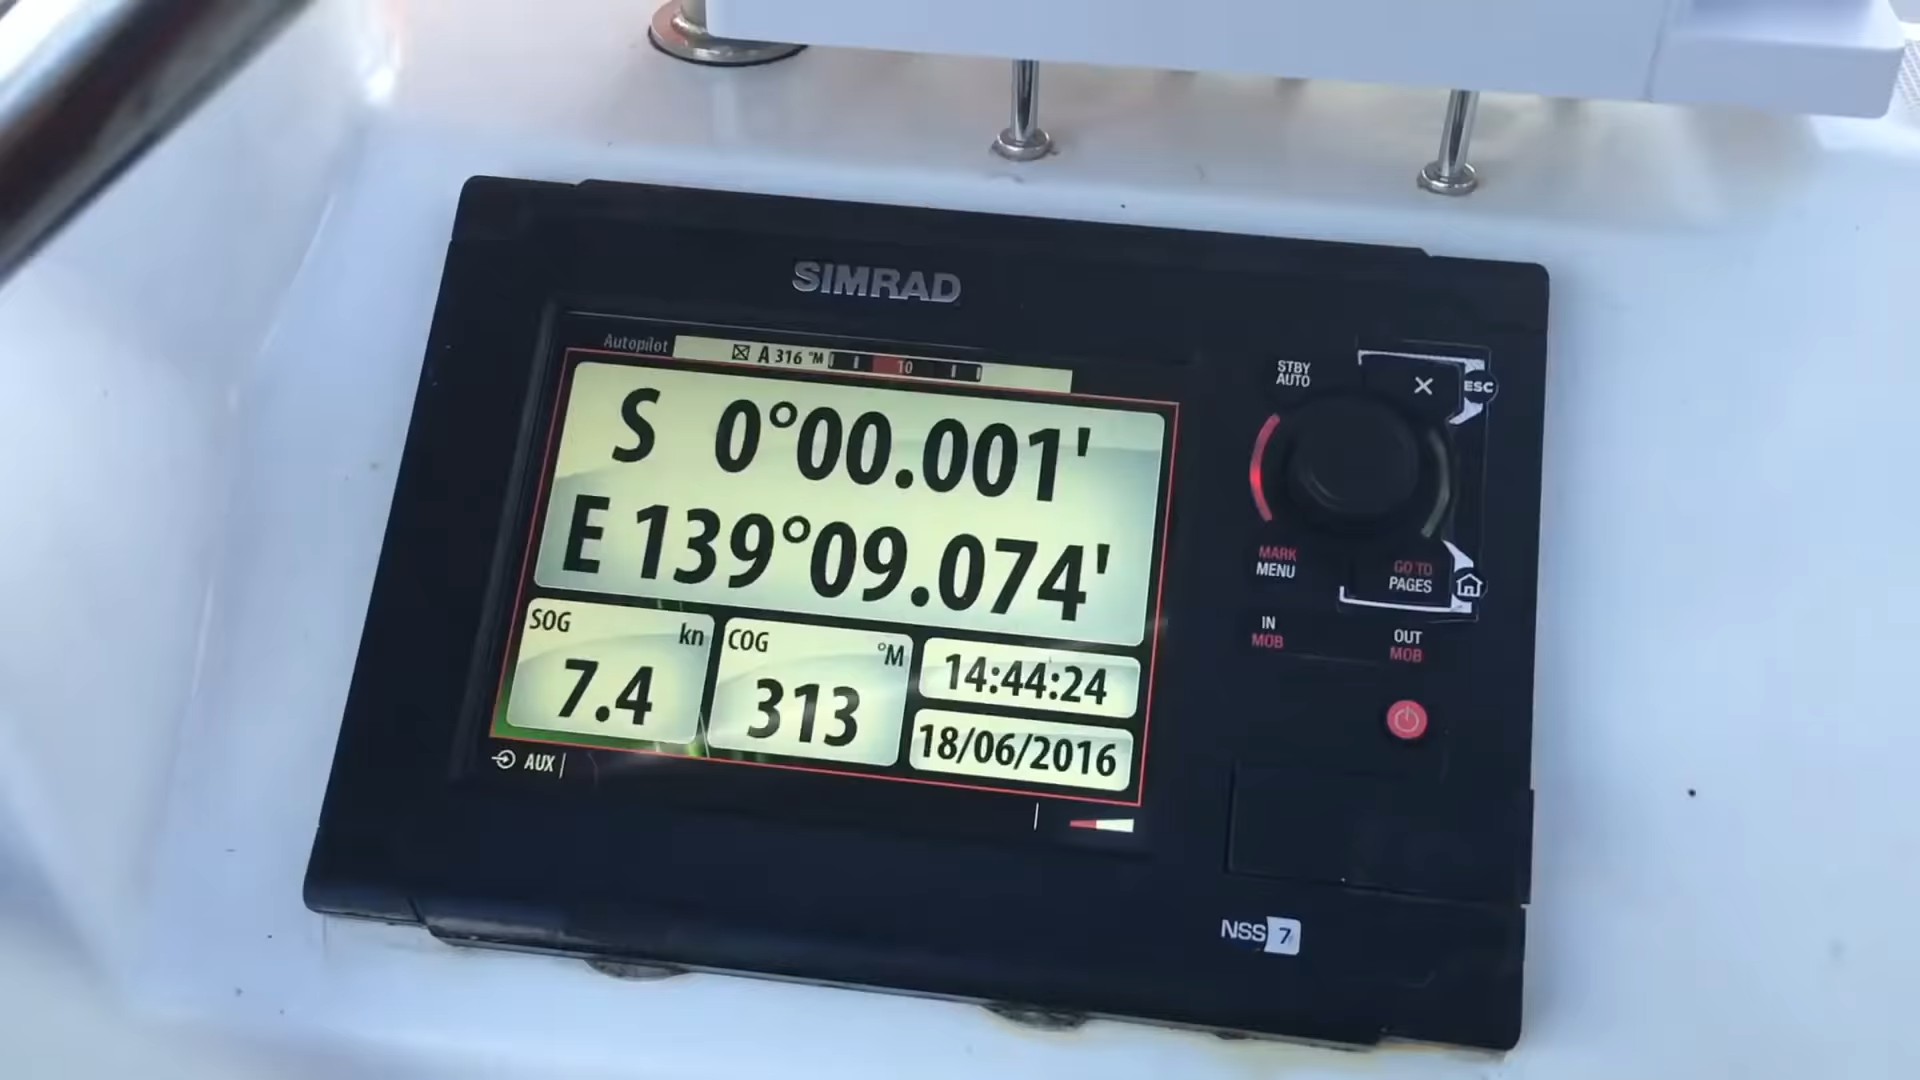 SIMRAD
Autopilot
A 316 °M
10
S 0°00.001'
E 139°09.074'
SOG kn
7.4
COG °M
313
14:44:24
18/06/2016
AUX
STBY
AUTO
X
ESC
MARK
MENU
GO TO
PAGES
IN
MOB
OUT
MOB
NSS 7